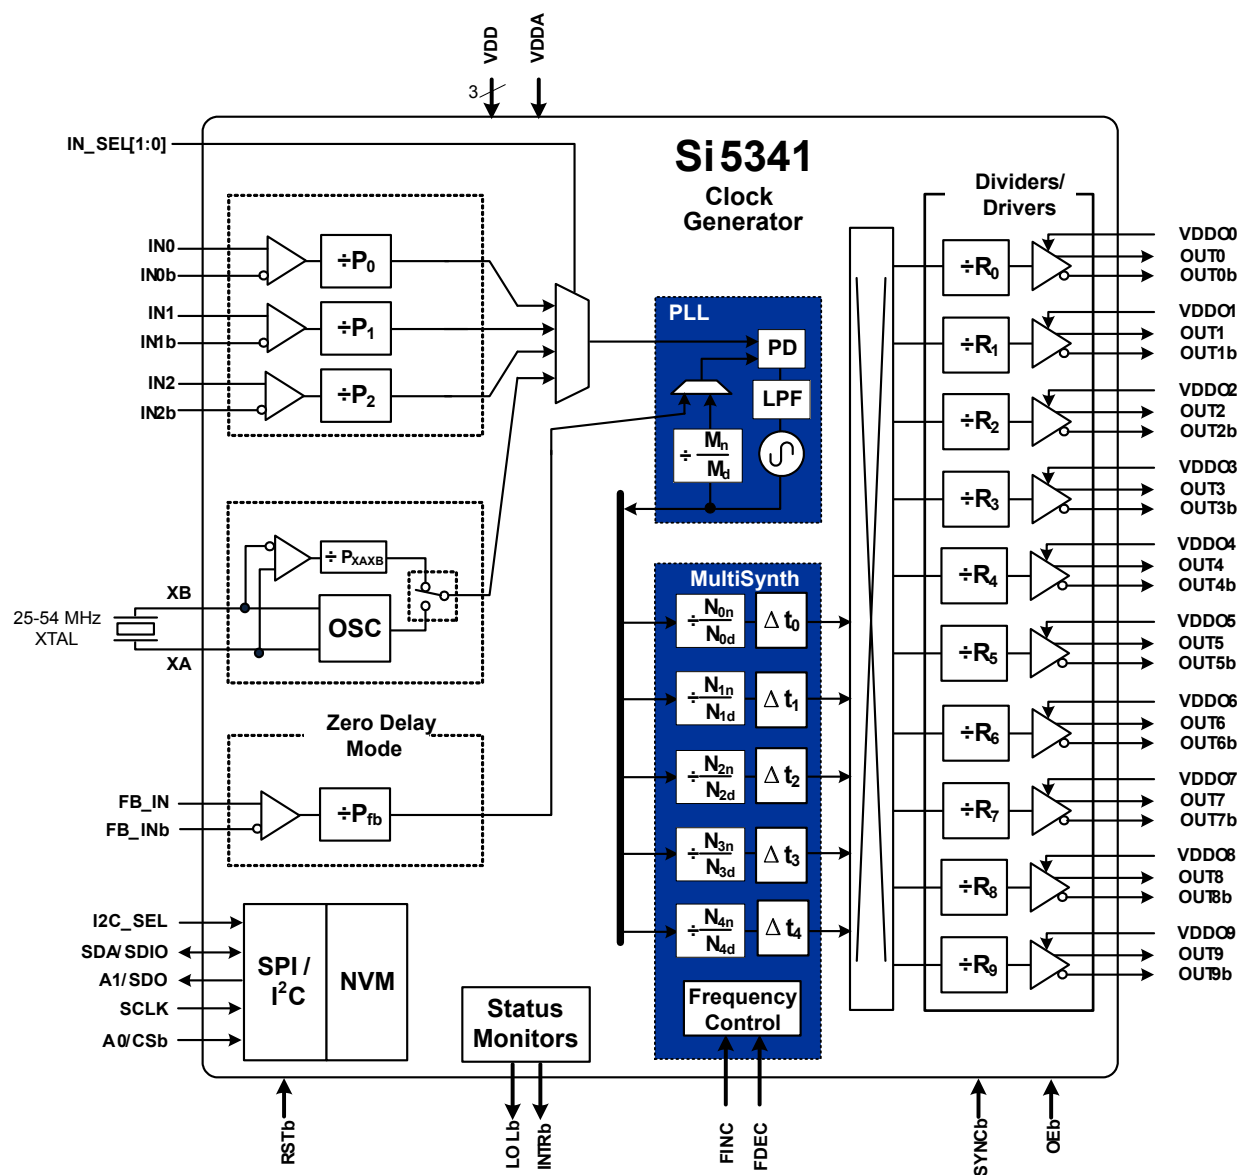 VDD
VDDA
3
IN_SEL[1:0]
Si5341
Clock
Generator
Dividers/
Drivers
IN0
IN0b
÷P0
IN1
IN1b
÷P1
IN2
IN2b
÷P2
PLL
PD
LPF
÷ Mn
Md
XB
25-54 MHz
XTAL
XA
÷ PXAXB
OSC
Zero Delay
Mode
FB_IN
FB_INb
÷Pfb
MultiSynth
÷ N0n
N0d
Δ t0
÷ N1n
N1d
Δ t1
÷ N2n
N2d
Δ t2
÷ N3n
N3d
Δ t3
÷ N4n
N4d
Δ t4
Frequency
Control
÷R0
VDDO0
OUT0
OUT0b
÷R1
VDDO1
OUT1
OUT1b
÷R2
VDDO2
OUT2
OUT2b
÷R3
VDDO3
OUT3
OUT3b
÷R4
VDDO4
OUT4
OUT4b
÷R5
VDDO5
OUT5
OUT5b
÷R6
VDDO6
OUT6
OUT6b
÷R7
VDDO7
OUT7
OUT7b
÷R8
VDDO8
OUT8
OUT8b
÷R9
VDDO9
OUT9
OUT9b
I2C_SEL
SDA/SDIO
A1/SDO
SCLK
A0/CSb
SPI /
I²C
NVM
Status
Monitors
RSTb
LOLb
INTRb
FINC
FDEC
SYNCb
OEb